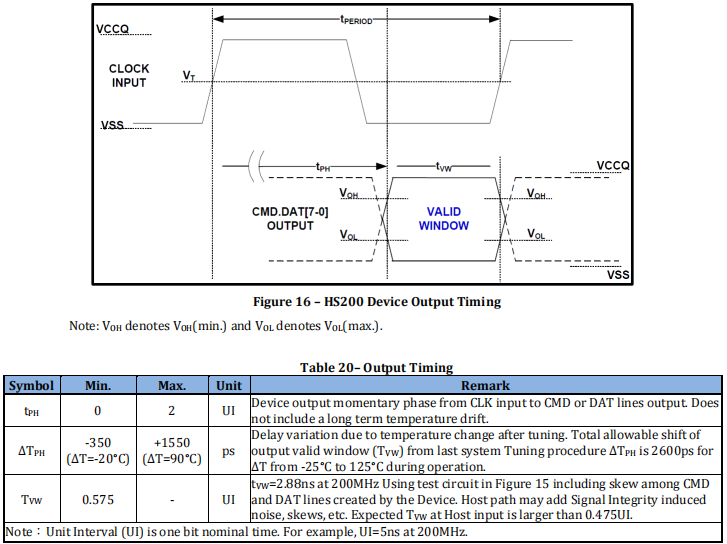 tPERIOD
VCCQ
CLOCK
INPUT
VT
VSS
tPH
tVW
VCCQ
VOH
VOH
CMD.DAT[7-0]
OUTPUT
VALID
WINDOW
VOL
VOL
VSS
Figure 16 – HS200 Device Output Timing
Note: VOH denotes VOH(min.) and VOL denotes VOL(max.).
Table 20– Output Timing
Symbol Min. Max. Unit Remark
tPH 0 2 UI Device output momentary phase from CLK input to CMD or DAT lines output. Does
not include a long term temperature drift.
ΔTPH -350 (ΔT=-20°C) +1550 (ΔT=90°C) ps Delay variation due to temperature change after tuning. Total allowable shift of
output valid window (TVW) from last system Tuning procedure ΔTPH is 2600ps for
ΔT from -25°C to 125°C during operation.
TVW 0.575 - UI tVW=2.88ns at 200MHz Using test circuit in Figure 15 including skew among CMD
and DAT lines created by the Device. Host path may add Signal Integrity induced
noise, skews, etc. Expected TVW at Host input is larger than 0.475UI.
Note：Unit Interval (UI) is one bit nominal time. For example, UI=5ns at 200MHz.